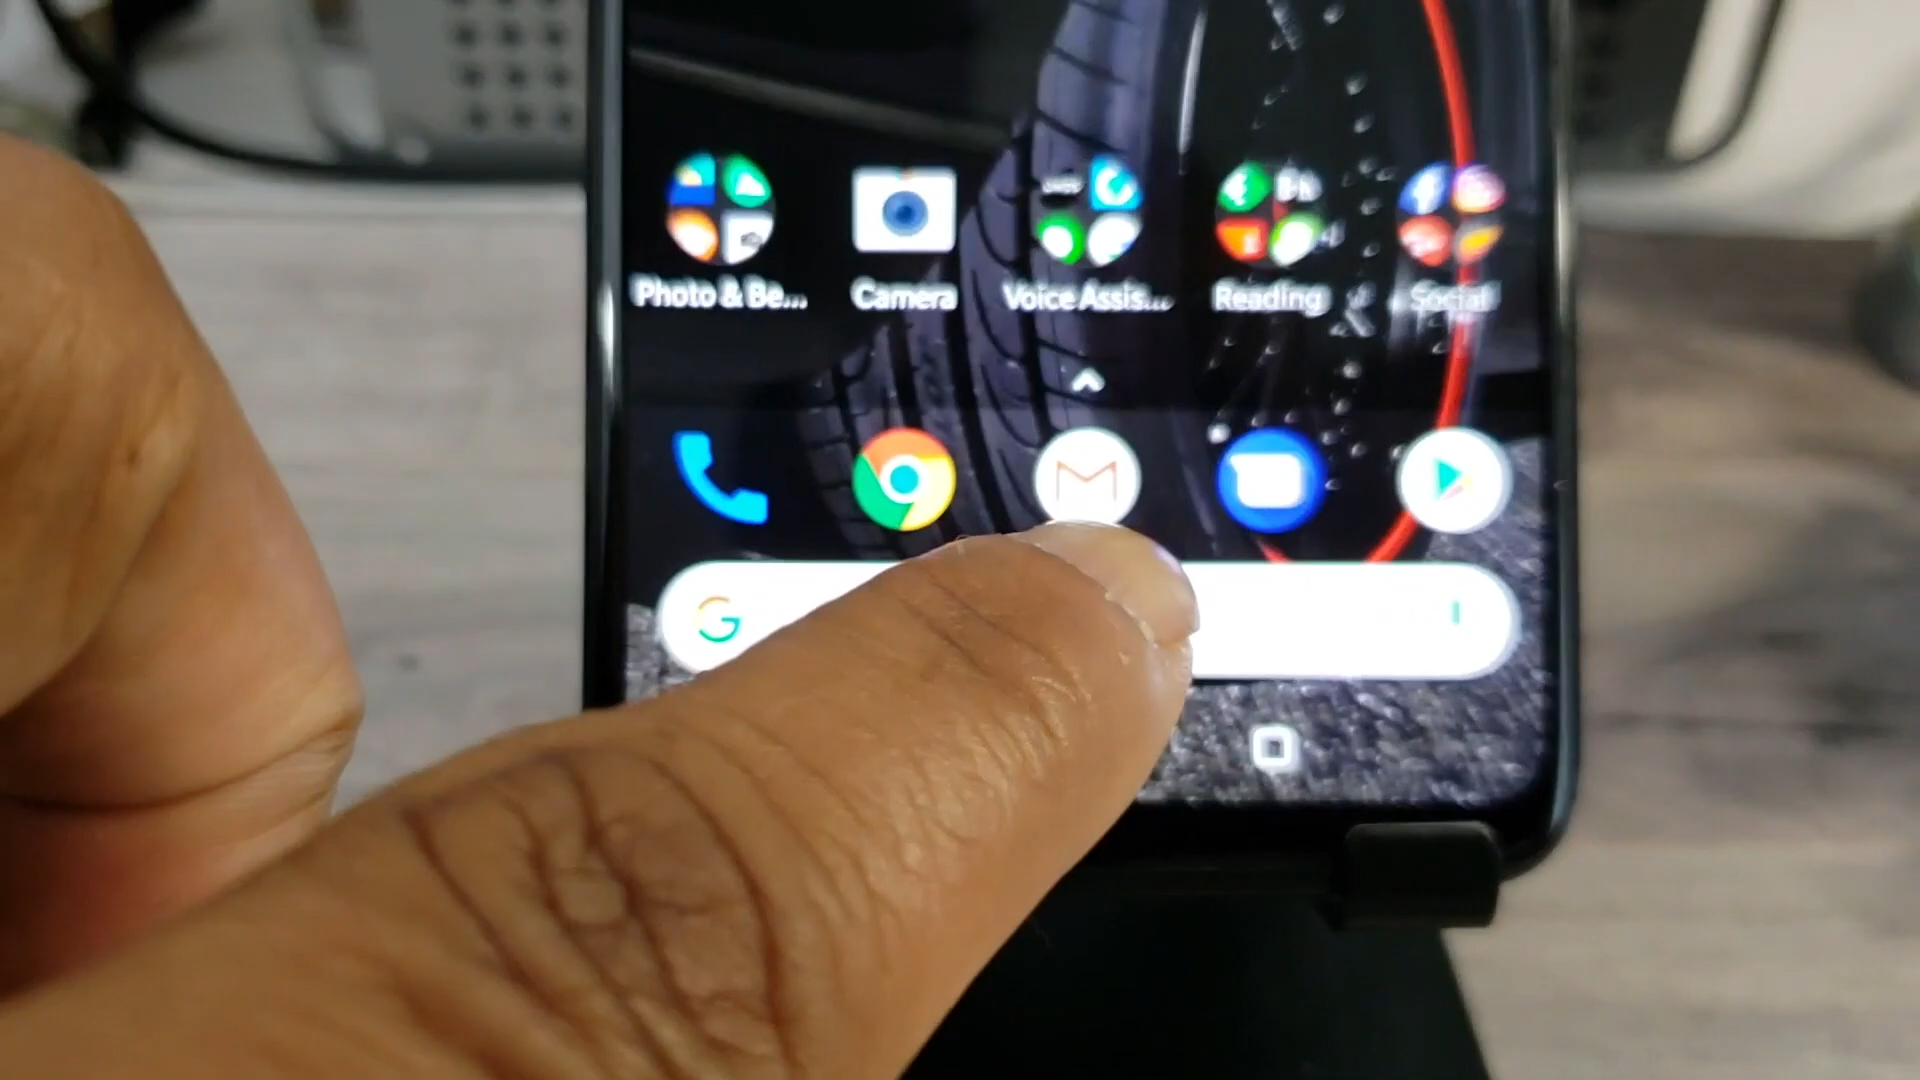 Photo & Be...
Camera
Voice Assis...
Reading
Social
G